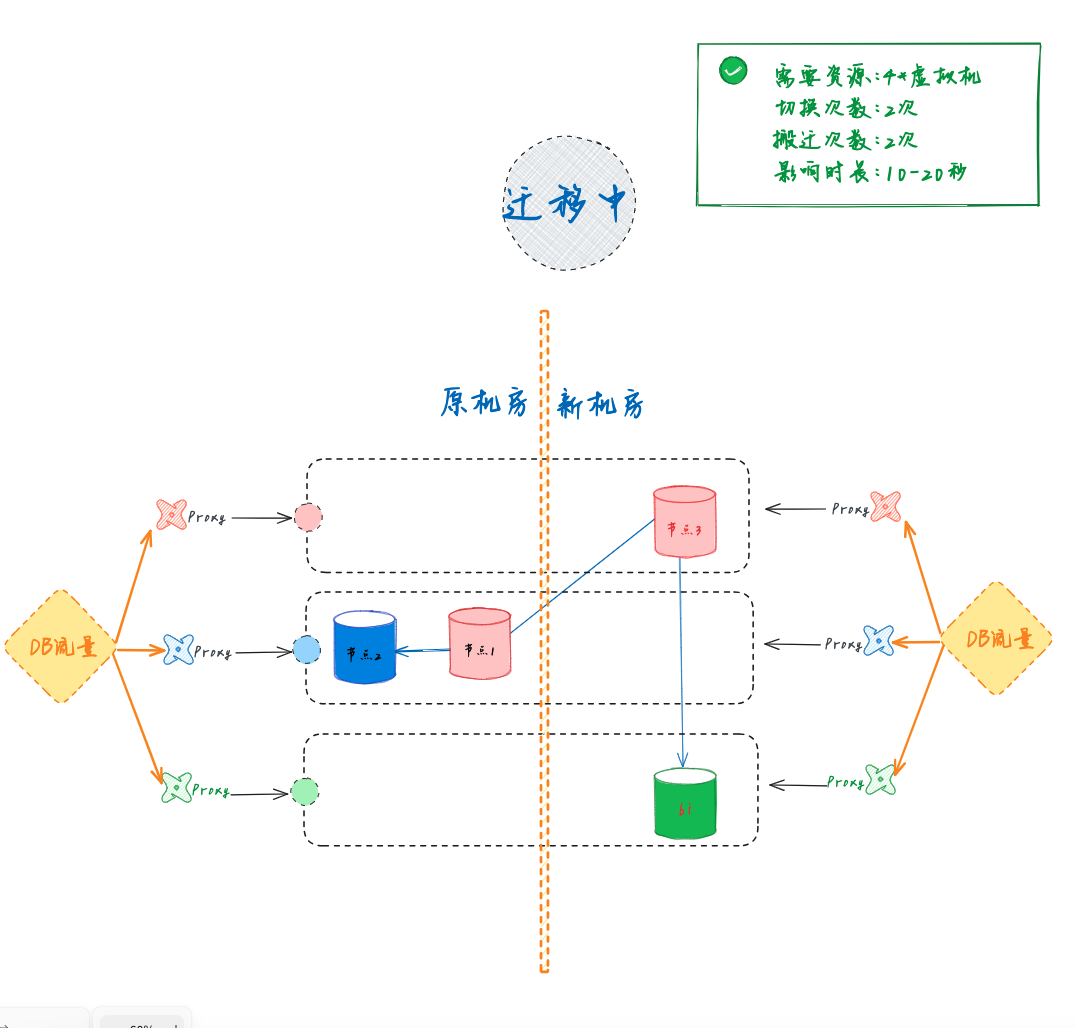 需要资源:4*虚拟机
切换次数:2次
搬迁次数:2次
影响时长:10-20秒
迁移中
原机房
新机房
Proxy
节点3
Proxy
DB流量
Proxy
节点2
节点1
Proxy
DB流量
Proxy
bi
Proxy